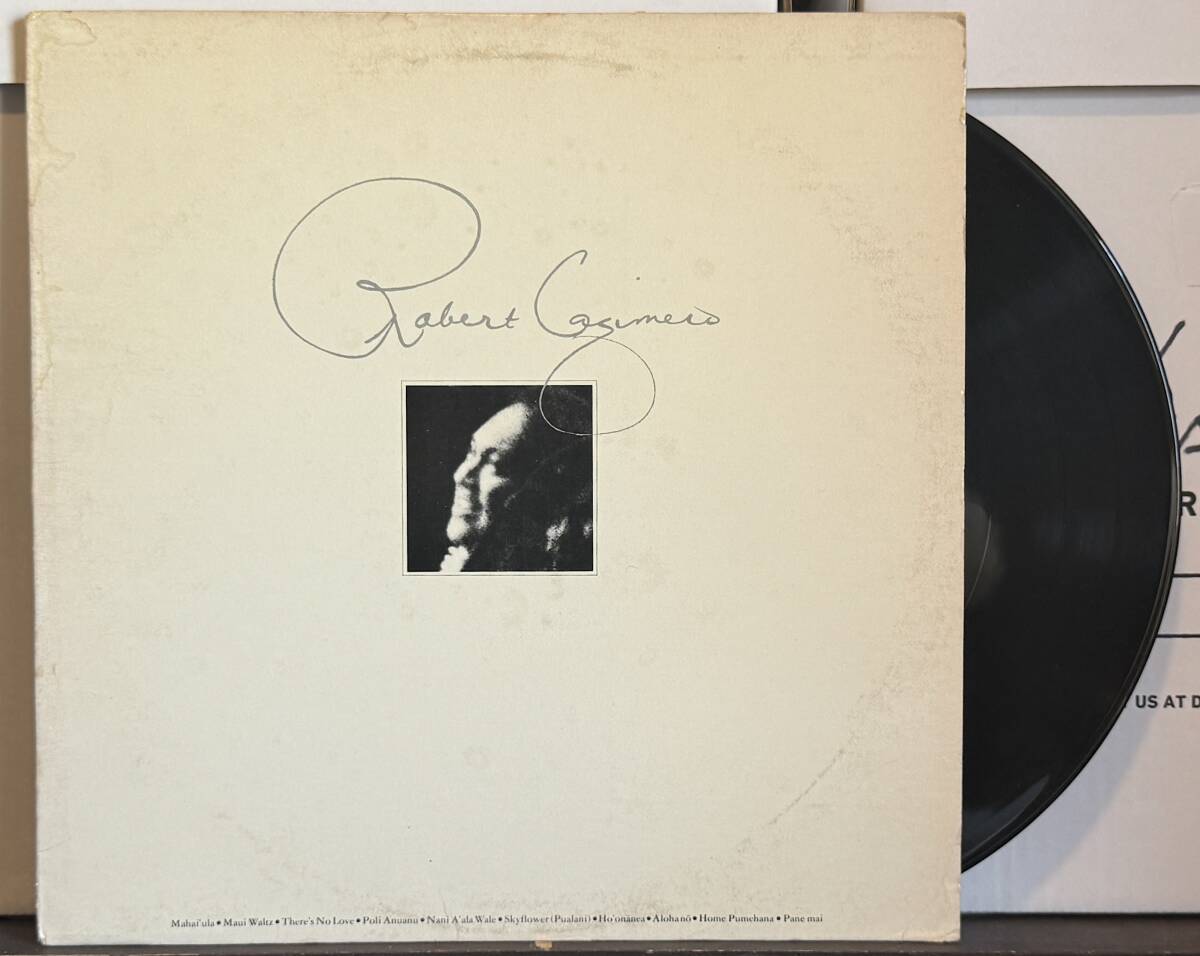 Robert Cazimero
Mahai'ula • Maui Waltz • There's No Love • Poli Anuanu • Nani A'ala Wale • Skyflower (Pualani) • Ho'onānea • Aloha nō • Home Pumehana • Pane mai
R
US AT D